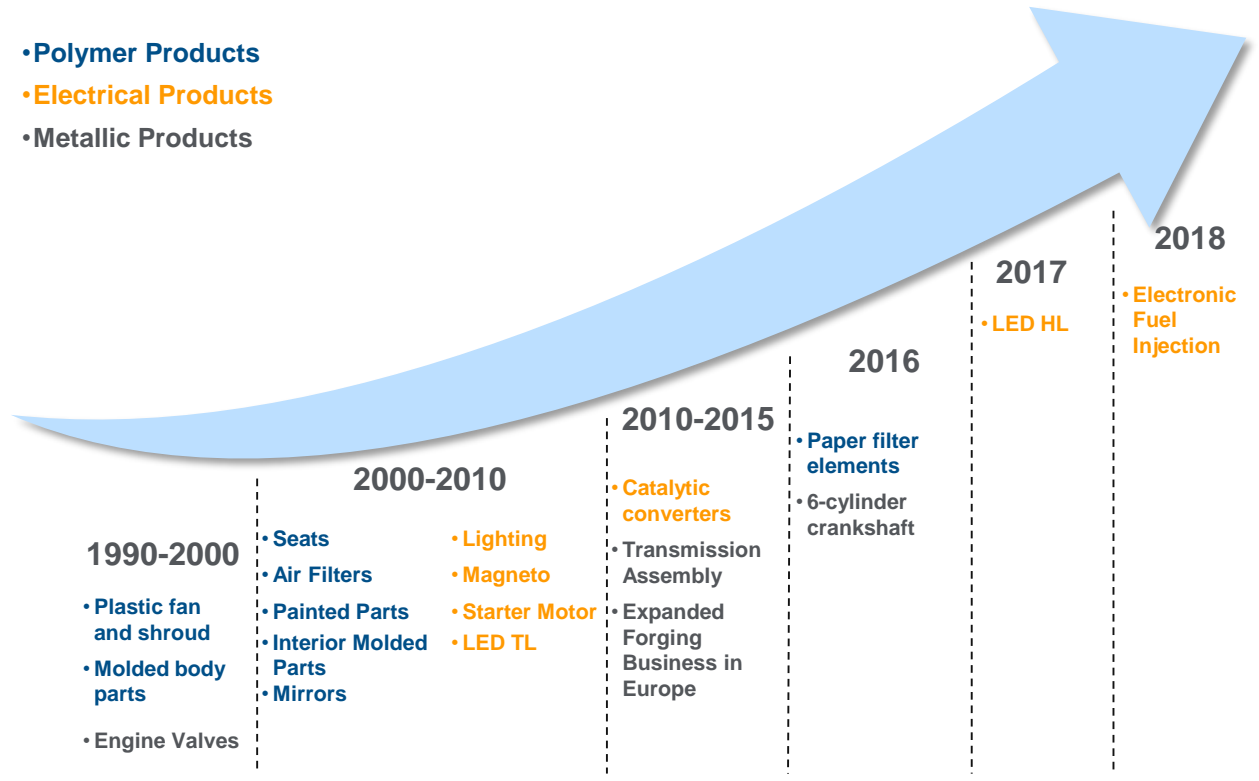 •Polymer Products
•Electrical Products
•Metallic Products
1990-2000
•Plastic fan
and shroud
•Molded body
parts
•Engine Valves
2000-2010
•Seats
•Air Filters
•Painted Parts
•Interior Molded
Parts
•Mirrors
•Lighting
•Magneto
•Starter Motor
•LED TL
2010-2015
•Catalytic
converters
•Transmission
Assembly
•Expanded
Forging
Business in
Europe
2016
•Paper filter
elements
•6-cylinder
crankshaft
2017
•LED HL
2018
•Electronic
Fuel
Injection